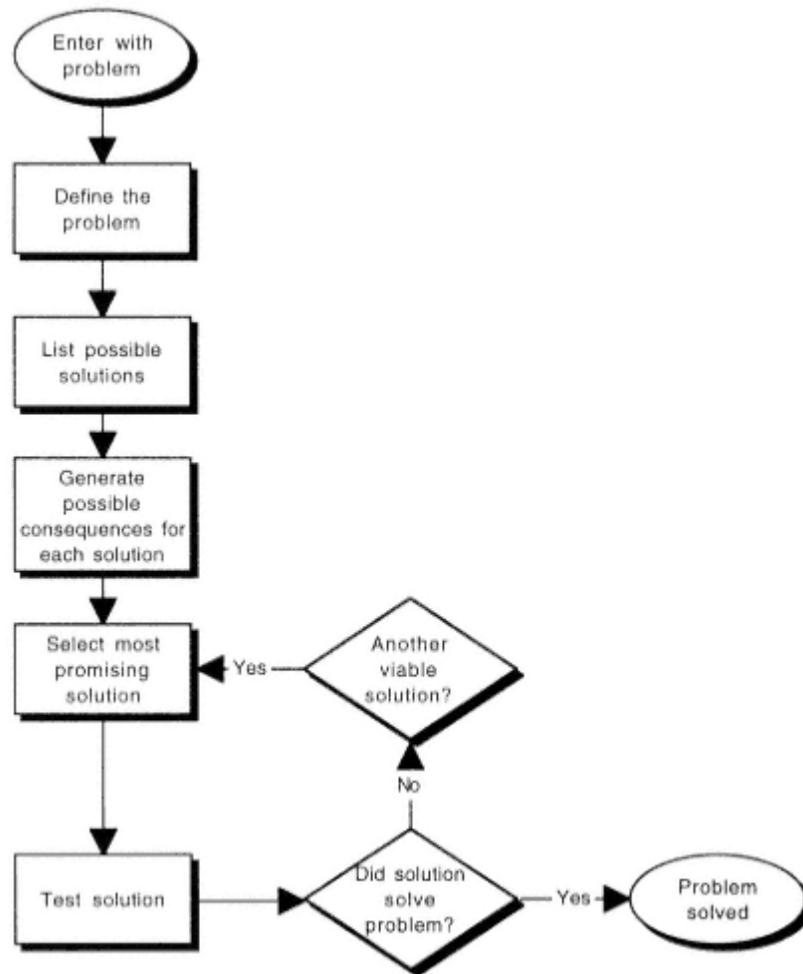 Enter with
problem
Define the
problem
List possible
solutions
Generate
possible
consequences for
each solution
Select most
promising
solution
Yes
Another
viable
solution?
No
Test solution
Did solution
solve
problem?
Yes
Problem
solved